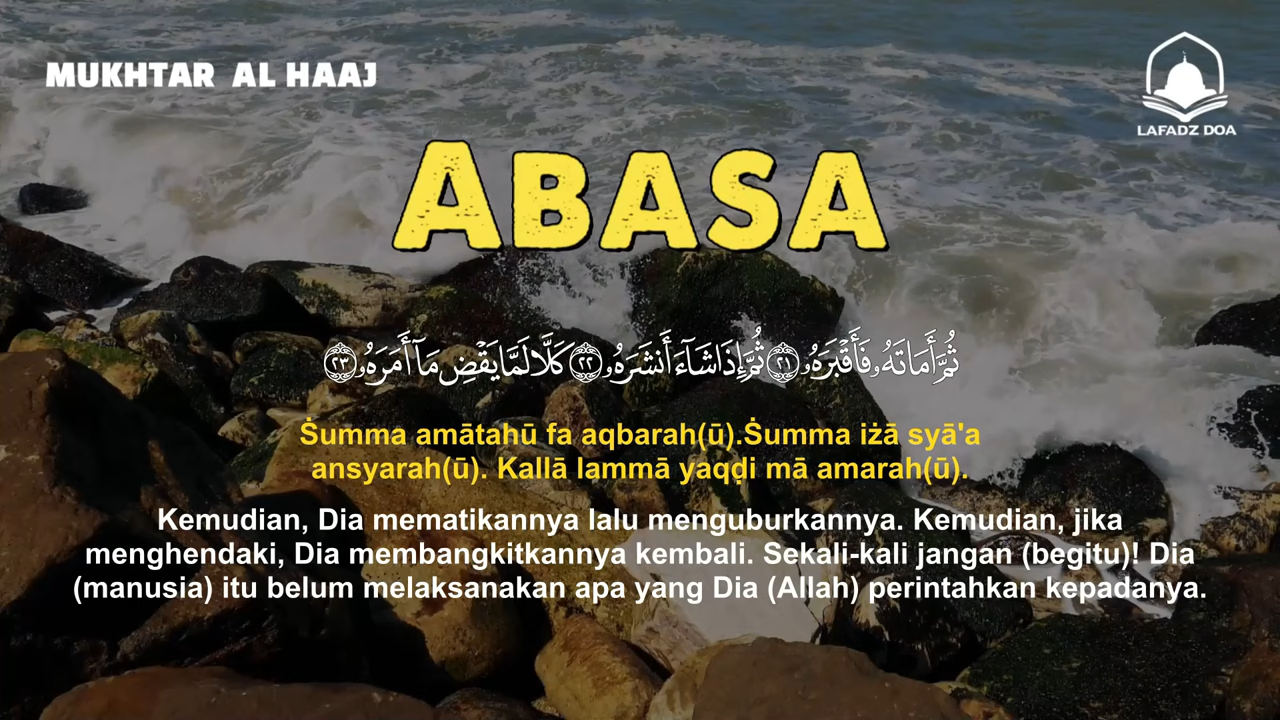 MUKHTAR AL HAAJ
LAFADZ DOA
ABASA
ثُمَّ أَمَاتَهُۥ فَأَقْبَرَهُۥ ٢١ ثُمَّ إِذَا شَآءَ أَنشَرَهُۥ ٢٢ كَلَّا لَمَّا يَقْضِ مَآ أَمَرَهُۥ ٢٣
Ṡumma amātahū fa aqbarah(ū).Ṡumma iżā syā'a
ansyarah(ū). Kallā lammā yaqḍi mā amarah(ū).
Kemudian, Dia mematikannya lalu menguburkannya. Kemudian, jika
menghendaki, Dia membangkitkannya kembali. Sekali-kali jangan (begitu)! Dia
(manusia) itu belum melaksanakan apa yang Dia (Allah) perintahkan kepadanya.